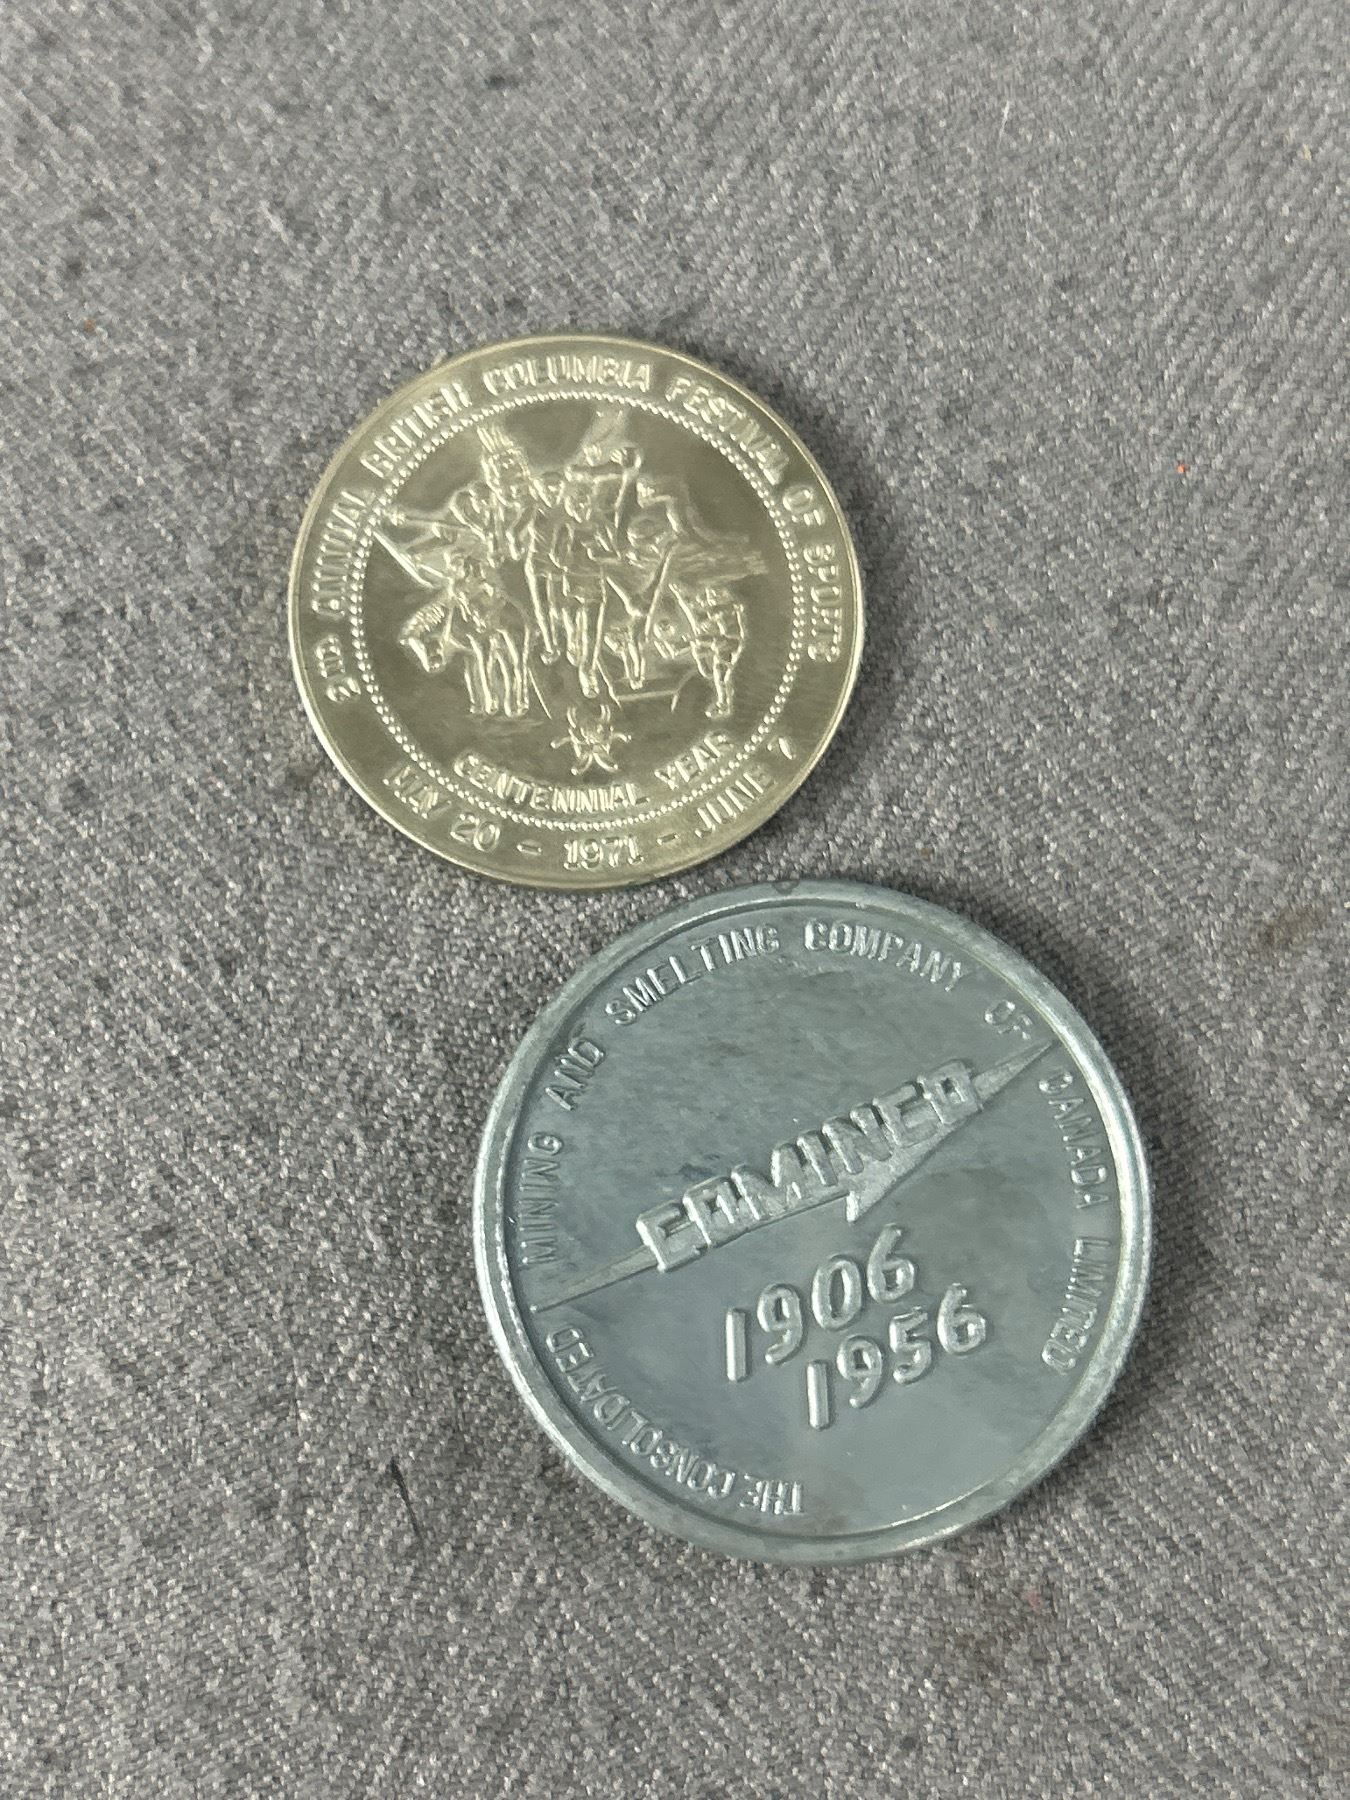 2ND ANNUAL BRITISH COLUMBIA FESTIVAL OF SPORTS
CENTENNIAL YEAR
MAY 20 - 1971 - JUNE 7
THE CONSOLIDATED MINING AND SMELTING COMPANY OF CANADA LIMITED
COMINCO
1906
1956